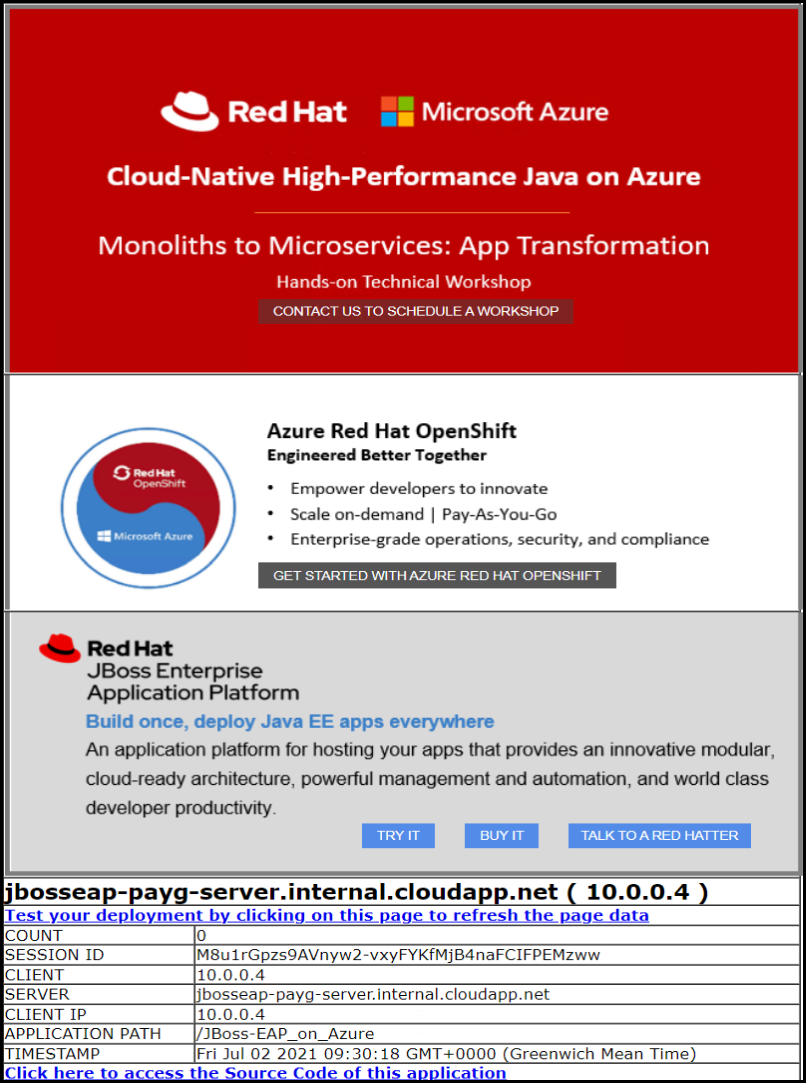 Red Hat Microsoft Azure
Cloud-Native High-Performance Java on Azure
Monoliths to Microservices: App Transformation
Hands-on Technical Workshop
CONTACT US TO SCHEDULE A WORKSHOP
Red Hat
OpenShift
Microsoft Azure
Azure Red Hat OpenShift
Engineered Better Together
• Empower developers to innovate
• Scale on-demand | Pay-As-You-Go
• Enterprise-grade operations, security, and compliance
GET STARTED WITH AZURE RED HAT OPENSHIFT
Red Hat
JBoss Enterprise
Application Platform
Build once, deploy Java EE apps everywhere
An application platform for hosting your apps that provides an innovative modular,
cloud-ready architecture, powerful management and automation, and world class
developer productivity.
TRY IT BUY IT TALK TO A RED HATTER
jbosseap-payg-server.internal.cloudapp.net ( 10.0.0.4 )
Test your deployment by clicking on this page to refresh the page data
COUNT 0
SESSION ID M8u1rGpzs9AVnyw2-vxyFYKfMjB4naFCIFPEMzww
CLIENT 10.0.0.4
SERVER jbosseap-payg-server.internal.cloudapp.net
CLIENT IP 10.0.0.4
APPLICATION PATH /JBoss-EAP_on_Azure
TIMESTAMP Fri Jul 02 2021 09:30:18 GMT+0000 (Greenwich Mean Time)
Click here to access the Source Code of this application